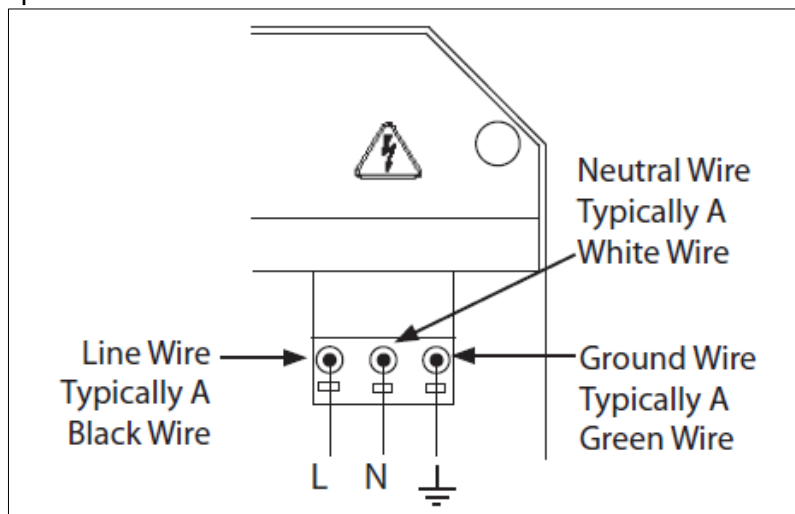 Neutral Wire
Typically A
White Wire
Line Wire
Typically A
Black Wire
Ground Wire
Typically A
Green Wire
L N